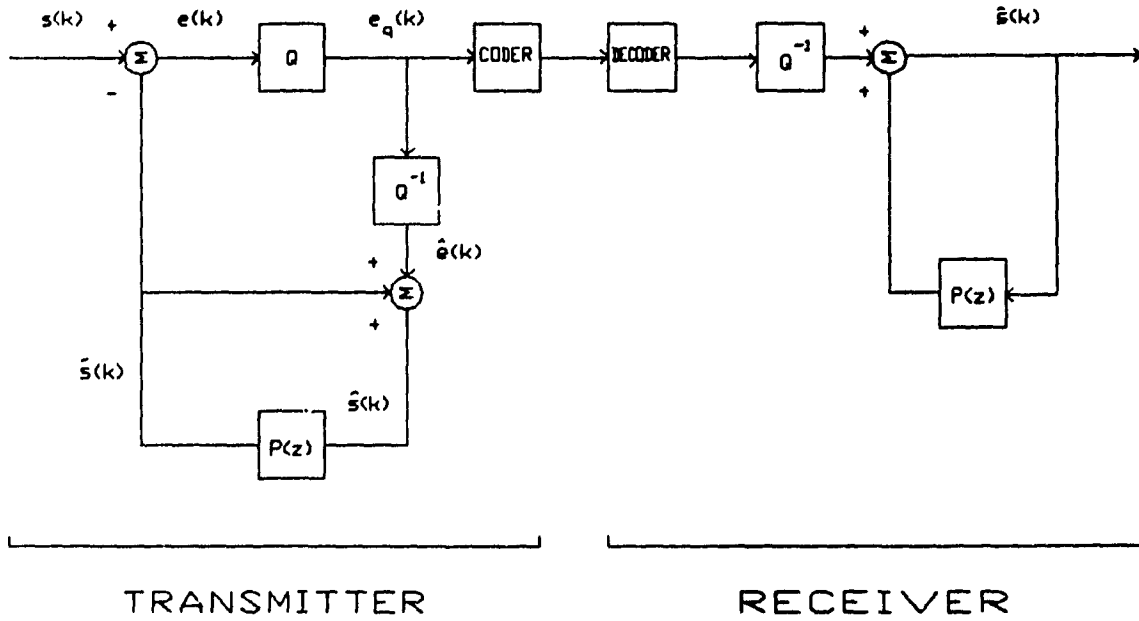 s(k) + e(k) e_q(k) ŝ(k)
Σ Q CODER DECODER Q⁻¹ + Σ
- +
Q⁻¹
ê(k)
+ Σ
+
P(z)
s̄(k) ŝ(k)
P(z)
TRANSMITTER RECEIVER